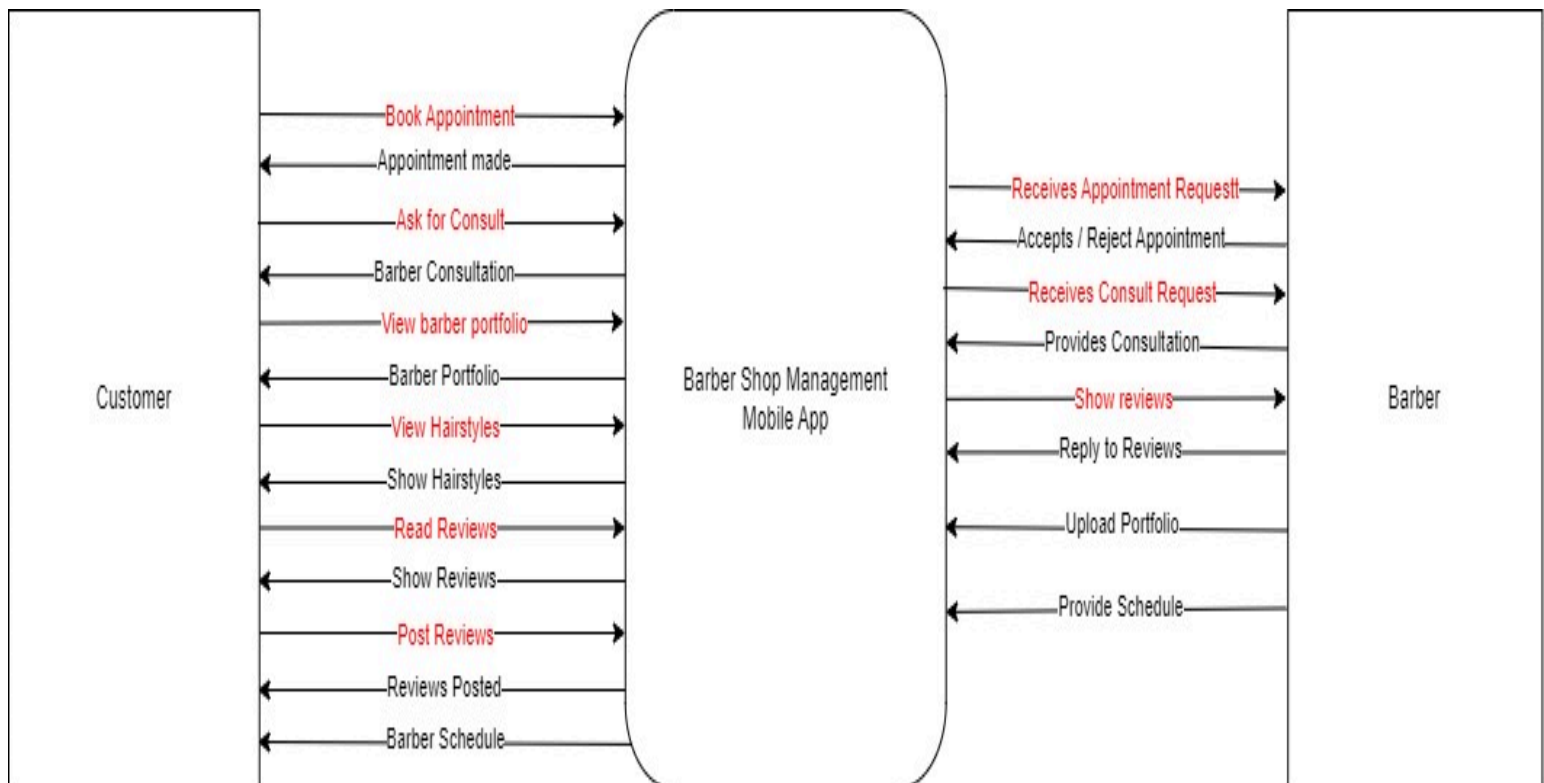 Customer
Book Appointment
Appointment made
Ask for Consult
Barber Consultation
View barber portfolio
Barber Portfolio
View Hairstyles
Show Hairstyles
Read Reviews
Show Reviews
Post Reviews
Reviews Posted
Barber Schedule
Barber Shop Management
Mobile App
Receives Appointment Requestt
Accepts / Reject Appointment
Receives Consult Request
Provides Consultation
Show reviews
Reply to Reviews
Upload Portfolio
Provide Schedule
Barber